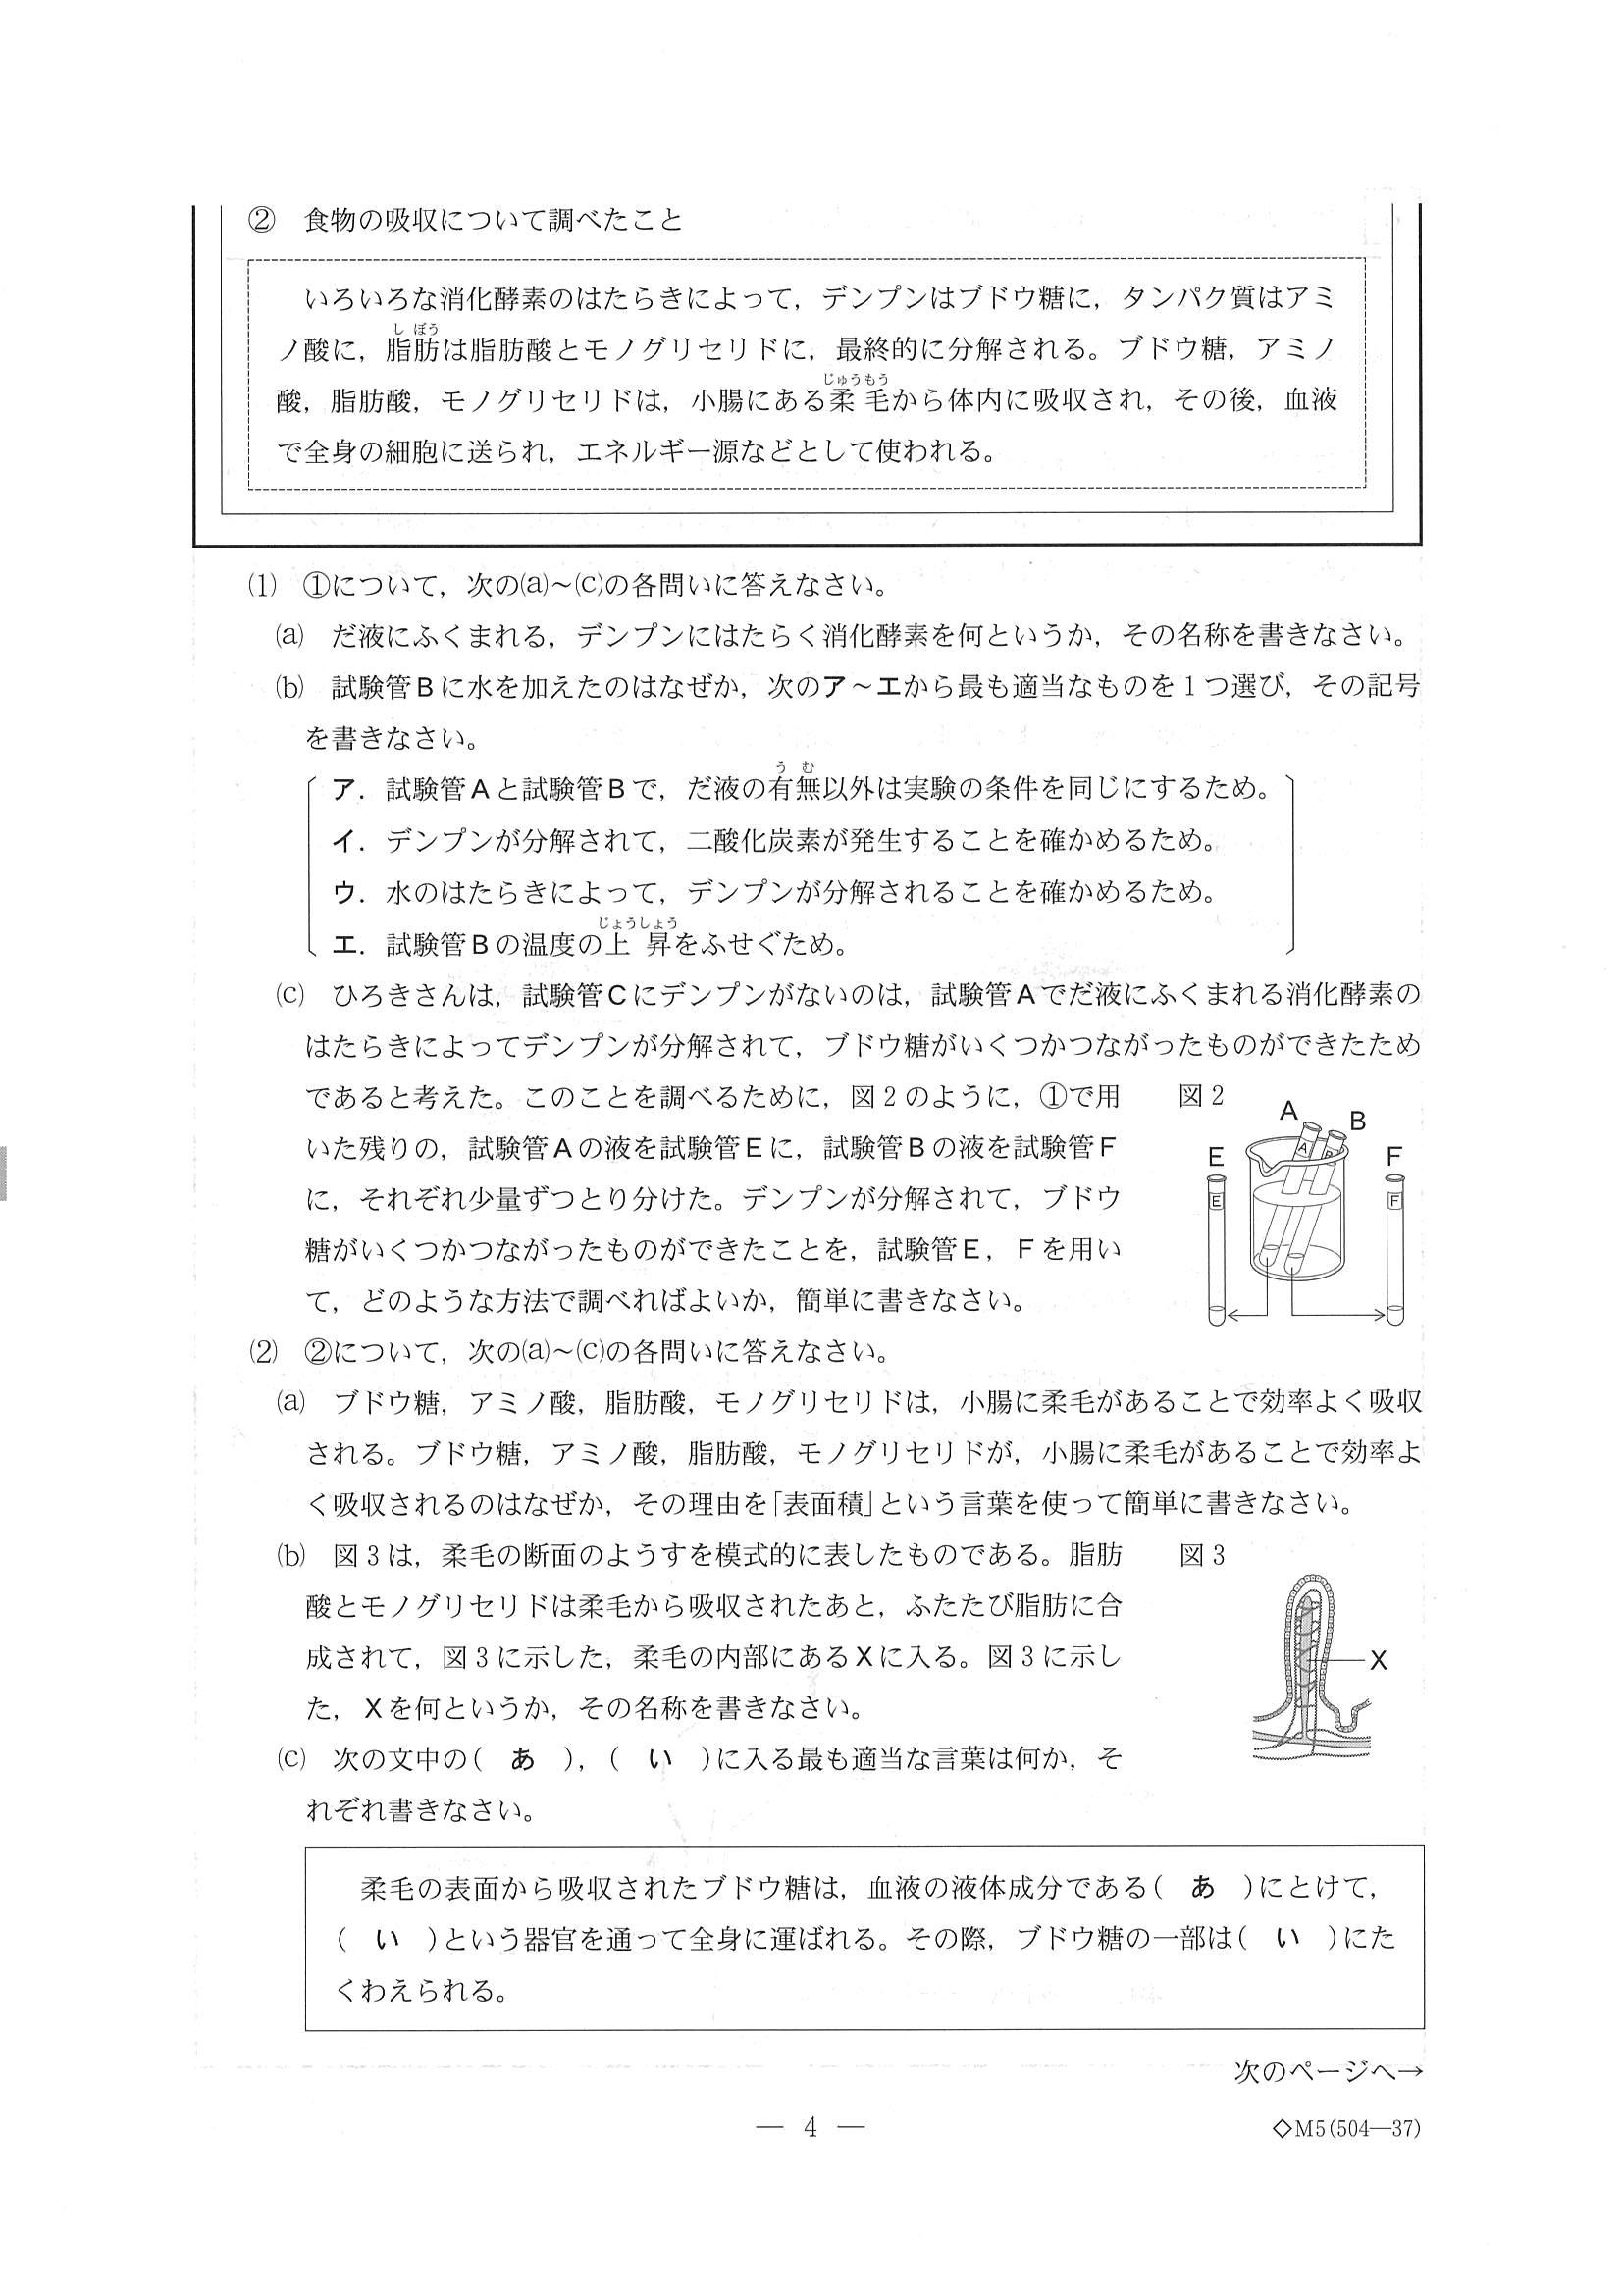 ② 食物の吸収について調べたこと
いろいろな消化酵素のはたらきによって，デンプンはブドウ糖に，タンパク質はアミ
ノ酸に，脂肪は脂肪酸とモノグリセリドに，最終的に分解される。ブドウ糖，アミノ
酸，脂肪酸，モノグリセリドは，小腸にある柔毛から体内に吸収され，その後，血液
で全身の細胞に送られ，エネルギー源などとして使われる。
(1) ①について，次の(a)～(c)の各問いに答えなさい。
(a) だ液にふくまれる，デンプンにはたらく消化酵素を何というか，その名称を書きなさい。
(b) 試験管Bに水を加えたのはなぜか，次のア～エから最も適当なものを1つ選び，その記号
を書きなさい。
ア．試験管Aと試験管Bで，だ液の有無以外は実験の条件を同じにするため。
イ．デンプンが分解されて，二酸化炭素が発生することを確かめるため。
ウ．水のはたらきによって，デンプンが分解されることを確かめるため。
エ．試験管Bの温度の上昇をふせぐため。
(c) ひろきさんは，試験管Cにデンプンがないのは，試験管Aでだ液にふくまれる消化酵素の
はたらきによってデンプンが分解されて，ブドウ糖がいくつかつながったものができたため
であると考えた。このことを調べるために，図2のように，①で用
いた残りの，試験管Aの液を試験管Eに，試験管Bの液を試験管F
に，それぞれ少量ずつとり分けた。デンプンが分解されて，ブドウ
糖がいくつかつながったものができたことを，試験管E，Fを用い
て，どのような方法で調べればよいか，簡単に書きなさい。
図2
A
B
E
F
A
B
E
F
(2) ②について，次の(a)～(c)の各問いに答えなさい。
(a) ブドウ糖，アミノ酸，脂肪酸，モノグリセリドは，小腸に柔毛があることで効率よく吸収
される。ブドウ糖，アミノ酸，脂肪酸，モノグリセリドが，小腸に柔毛があることで効率よ
く吸収されるのはなぜか，その理由を「表面積」という言葉を使って簡単に書きなさい。
(b) 図3は，柔毛の断面のようすを模式的に表したものである。脂肪
酸とモノグリセリドは柔毛から吸収されたあと，ふたたび脂肪に合
成されて，図3に示した，柔毛の内部にあるXに入る。図3に示し
た，Xを何というか，その名称を書きなさい。
図3
X
(c) 次の文中の( あ )，( い )に入る最も適当な言葉は何か，そ
れぞれ書きなさい。
柔毛の表面から吸収されたブドウ糖は，血液の液体成分である( あ )にとけて，
( い )という器官を通って全身に運ばれる。その際，ブドウ糖の一部は( い )にた
くわえられる。
次のページへ→
― 4 ―
◇M5(504―37)